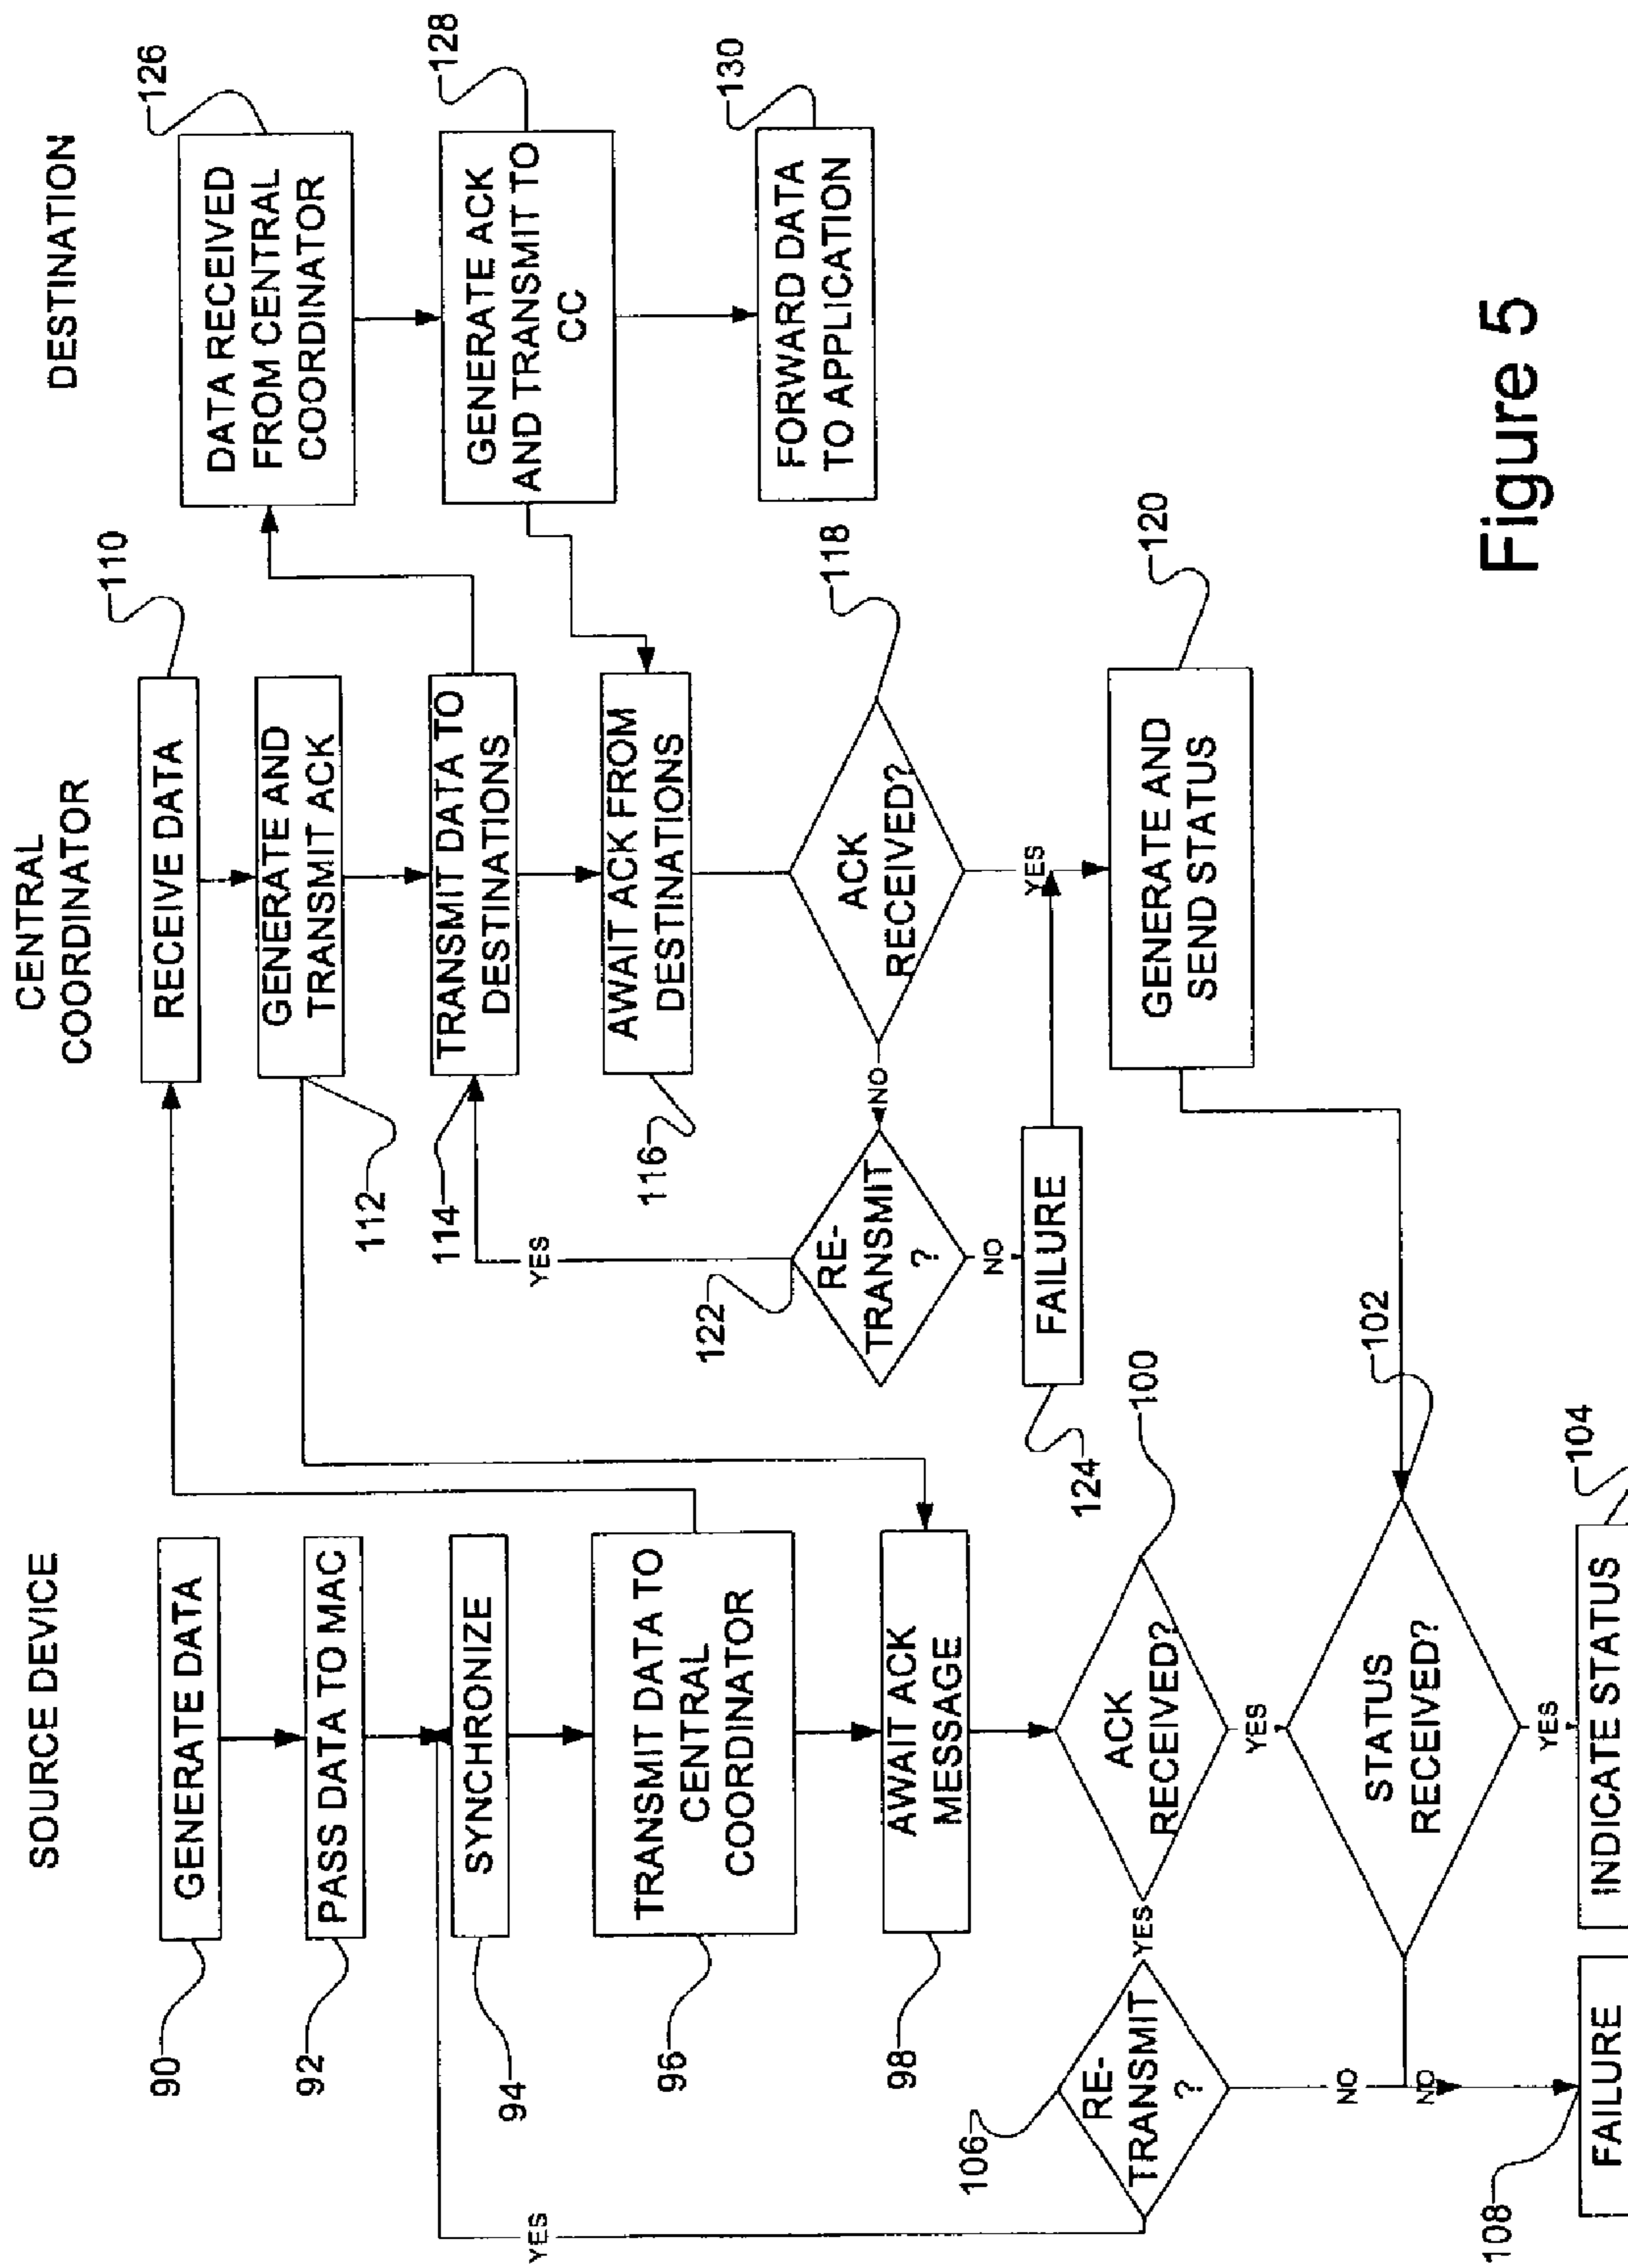 SOURCE DEVICE
GENERATE DATA
90
PASS DATA TO MAC
92
SYNCHRONIZE
94
TRANSMIT DATA TO
CENTRAL
COORDINATOR
96
AWAIT ACK
MESSAGE
98
ACK
RECEIVED?
100
YES
YES
RE-
TRANSMIT
?
106
YES
NO
NO
STATUS
RECEIVED?
102
YES
INDICATE STATUS
104
FAILURE
108
CENTRAL
COORDINATOR
RECEIVE DATA
110
GENERATE AND
TRANSMIT ACK
112
TRANSMIT DATA TO
DESTINATIONS
114
AWAIT ACK FROM
DESTINATIONS
116
ACK
RECEIVED?
118
NO
YES
RE-
TRANSMIT
?
122
YES
NO
FAILURE
124
GENERATE AND
SEND STATUS
120
DESTINATION
DATA RECEIVED
FROM CENTRAL
COORDINATOR
126
GENERATE ACK
AND TRANSMIT TO
CC
128
FORWARD DATA
TO APPLICATION
130
Figure 5